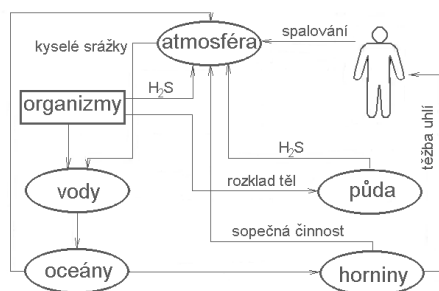 kyselé srážky
atmosféra
spalování
H₂S
organizmy
těžba uhlí
H₂S
vody
rozklad těl
půda
sopečná činnost
oceány
horniny